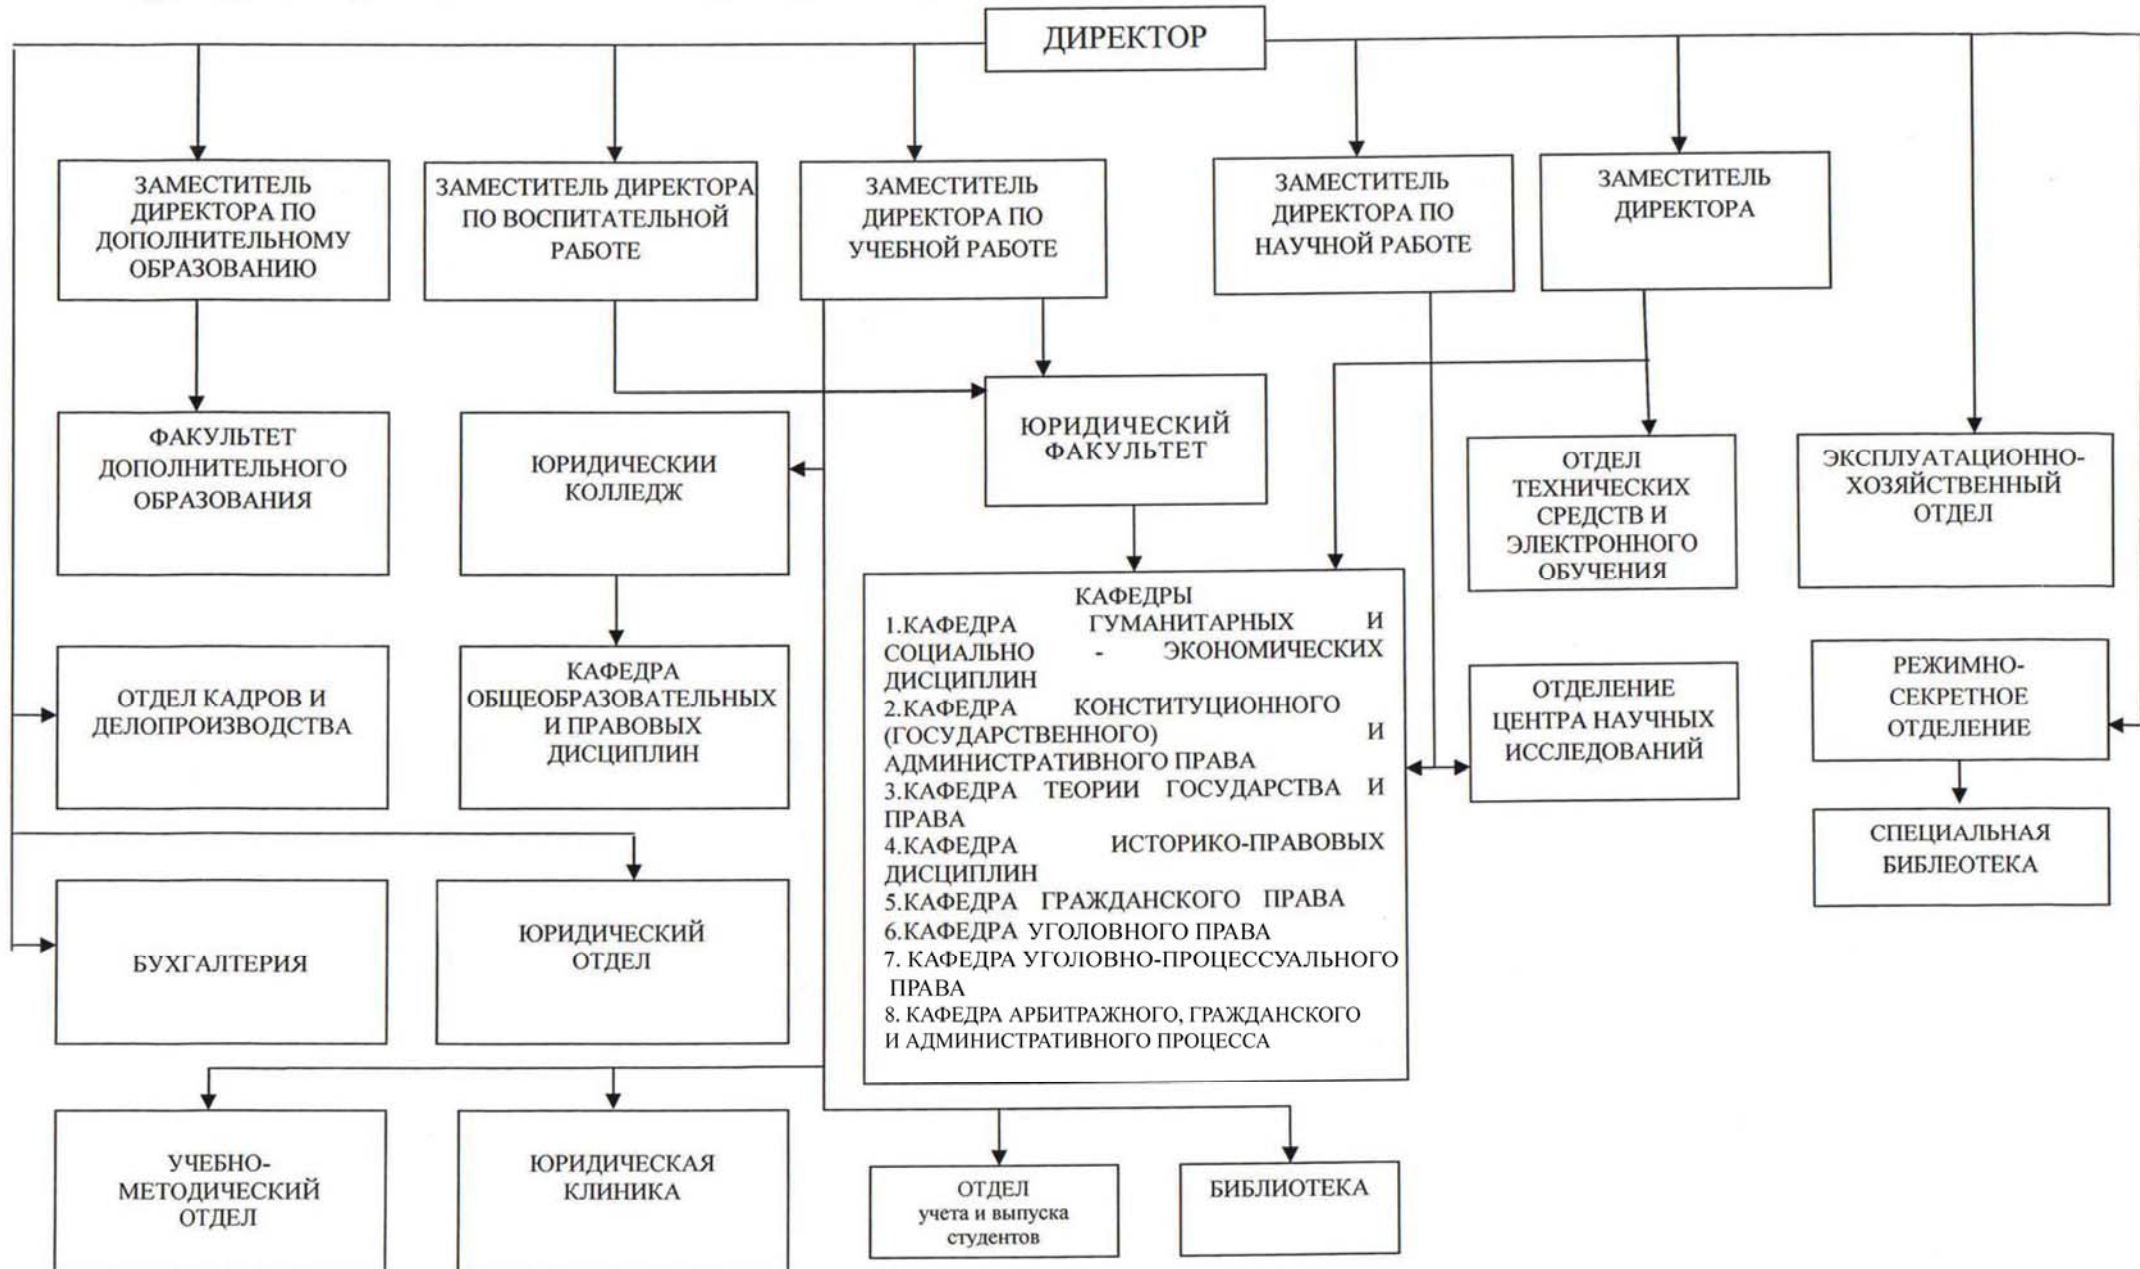 ДИРЕКТОР
ЗАМЕСТИТЕЛЬ
ДИРЕКТОРА ПО
ДОПОЛНИТЕЛЬНОМУ
ОБРАЗОВАНИЮ
ЗАМЕСТИТЕЛЬ ДИРЕКТОРА
ПО ВОСПИТАТЕЛЬНОЙ
РАБОТЕ
ЗАМЕСТИТЕЛЬ
ДИРЕКТОРА ПО
УЧЕБНОЙ РАБОТЕ
ЗАМЕСТИТЕЛЬ
ДИРЕКТОРА ПО
НАУЧНОЙ РАБОТЕ
ЗАМЕСТИТЕЛЬ
ДИРЕКТОРА
ФАКУЛЬТЕТ
ДОПОЛНИТЕЛЬНОГО
ОБРАЗОВАНИЯ
ЮРИДИЧЕСКИИ
КОЛЛЕДЖ
ЮРИДИЧЕСКИЙ
ФАКУЛЬТЕТ
ОТДЕЛ
ТЕХНИЧЕСКИХ
СРЕДСТВ И
ЭЛЕКТРОННОГО
ОБУЧЕНИЯ
ЭКСПЛУАТАЦИОННО-
ХОЗЯЙСТВЕННЫЙ
ОТДЕЛ
ОТДЕЛ КАДРОВ И
ДЕЛОПРОИЗВОДСТВА
КАФЕДРА
ОБЩЕОБРАЗОВАТЕЛЬНЫХ
И ПРАВОВЫХ
ДИСЦИПЛИН
КАФЕДРЫ
1.КАФЕДРА ГУМАНИТАРНЫХ И
СОЦИАЛЬНО - ЭКОНОМИЧЕСКИХ
ДИСЦИПЛИН
2.КАФЕДРА КОНСТИТУЦИОННОГО
(ГОСУДАРСТВЕННОГО) И
АДМИНИСТРАТИВНОГО ПРАВА
3.КАФЕДРА ТЕОРИИ ГОСУДАРСТВА И
ПРАВА
4.КАФЕДРА ИСТОРИКО-ПРАВОВЫХ
ДИСЦИПЛИН
5.КАФЕДРА ГРАЖДАНСКОГО ПРАВА
6.КАФЕДРА УГОЛОВНОГО ПРАВА
7. КАФЕДРА УГОЛОВНО-ПРОЦЕССУАЛЬНОГО
ПРАВА
8. КАФЕДРА АРБИТРАЖНОГО, ГРАЖДАНСКОГО
И АДМИНИСТРАТИВНОГО ПРОЦЕССА
ОТДЕЛЕНИЕ
ЦЕНТРА НАУЧНЫХ
ИССЛЕДОВАНИЙ
РЕЖИМНО-
СЕКРЕТНОЕ
ОТДЕЛЕНИЕ
СПЕЦИАЛЬНАЯ
БИБЛЕОТЕКА
БУХГАЛТЕРИЯ
ЮРИДИЧЕСКИЙ
ОТДЕЛ
УЧЕБНО-
МЕТОДИЧЕСКИЙ
ОТДЕЛ
ЮРИДИЧЕСКАЯ
КЛИНИКА
ОТДЕЛ
учета и выпуска
студентов
БИБЛИОТЕКА